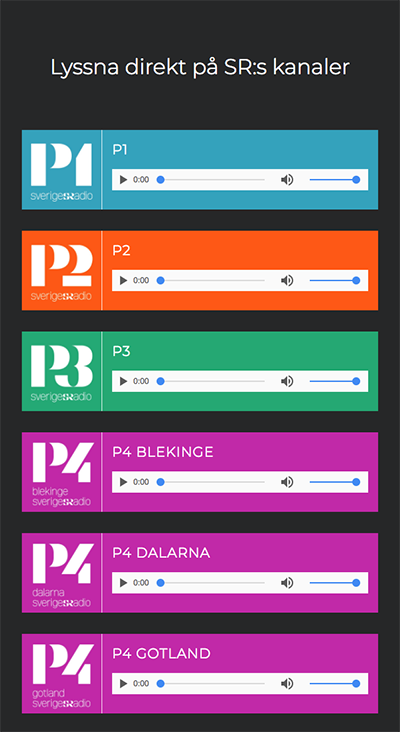 Lyssna direkt på SR:s kanaler
P1
sverigesradio
P1
0:00
P2
sverigesradio
P2
0:00
P3
sverigesradio
P3
0:00
P4
blekinge
sverigesradio
P4 BLEKINGE
0:00
P4
dalarna
sverigesradio
P4 DALARNA
0:00
P4
gotland
sverigesradio
P4 GOTLAND
0:00